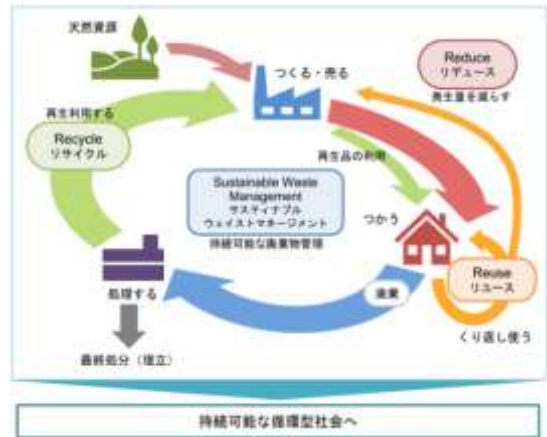 天然資源
つくる・売る
Reduce
リデュース
発生量を減らす
再生利用する
Recycle
リサイクル
再生品の利用
Sustainable Waste
Management
サスティナブル
ウェイストマネージメント
持続可能な廃棄物管理
つかう
処理する
廃棄
Reuse
リユース
くり返し使う
最終処分（埋立）
持続可能な循環型社会へ